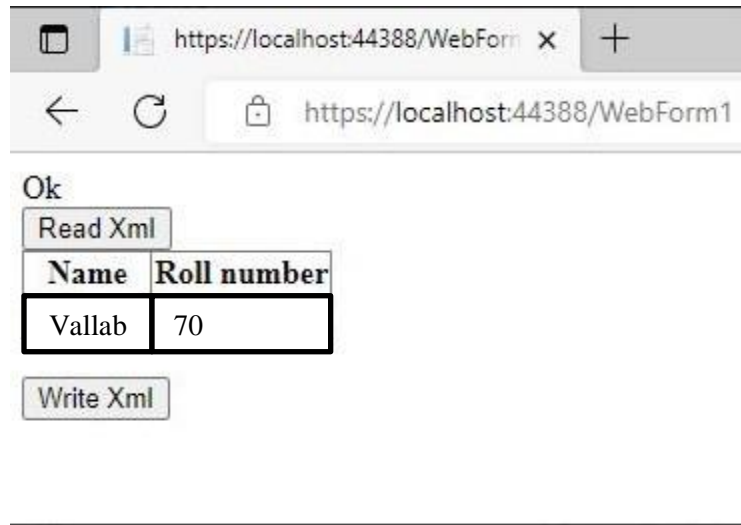 https://localhost:44388/WebForm
https://localhost:44388/WebForm1
Ok
Read Xml
Name Roll number
Vallab 70
Write Xml